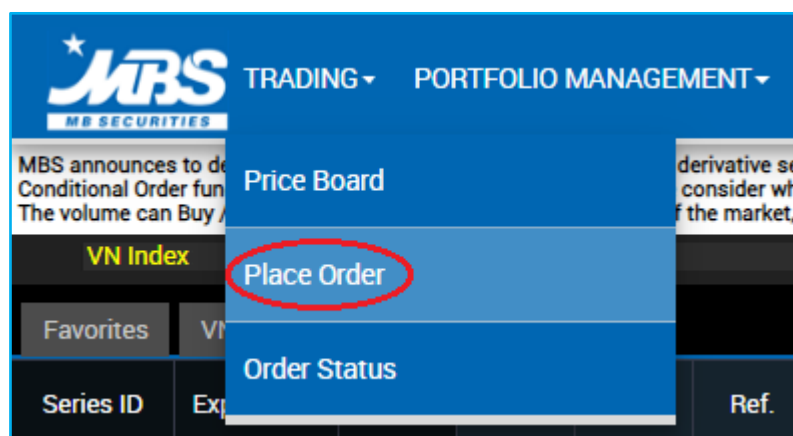 MBS
MB SECURITIES
TRADING
PORTFOLIO MANAGEMENT
MBS announces to de
derivative se
Conditional Order fun
consider wh
The volume can Buy /
f the market,
Price Board
VN Index
Place Order
Favorites
VN
Order Status
Series ID
Exp
Ref.